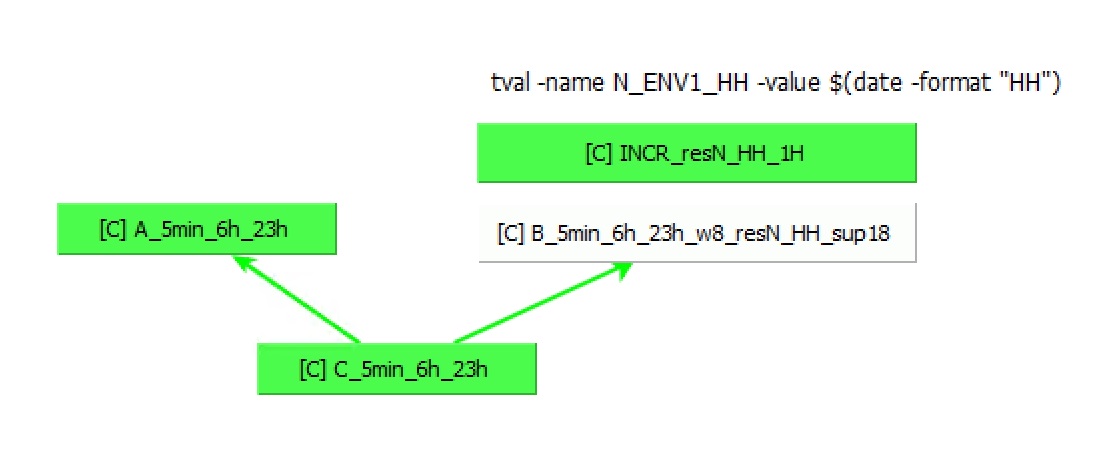 tval -name N_ENV1_HH -value $(date -format "HH")
[C] INCR_resN_HH_1H
[C] A_5min_6h_23h
[C] B_5min_6h_23h_w8_resN_HH_sup18
[C] C_5min_6h_23h